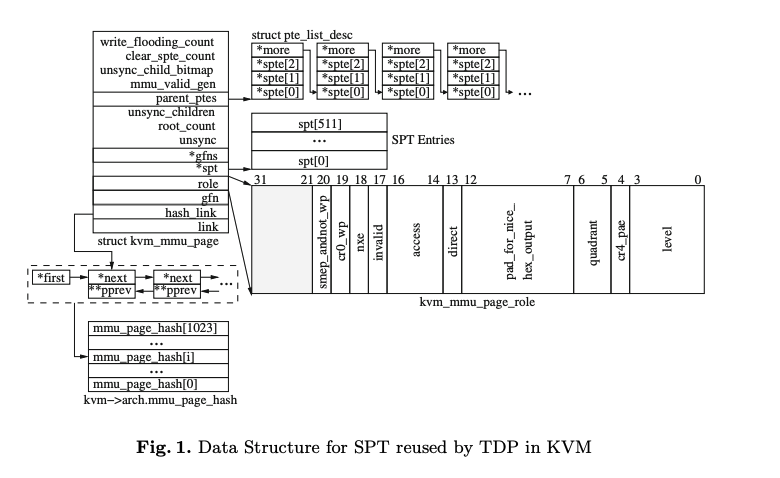 write_flooding_count
clear_spte_count
unsync_child_bitmap
mmu_valid_gen
parent_ptes
unsync_children
root_count
unsync
*gfns
*spt
role
gfn
hash_link
link
struct kvm_mmu_page
struct pte_list_desc
*more *more *more *more
*spte[2] *spte[2] *spte[2] *spte[2]
*spte[1] *spte[1] *spte[1] *spte[1]
*spte[0] *spte[0] *spte[0] *spte[0] ...
spt[511]
...
spt[0]
SPT Entries
31 21 20 19 18 17 16 14 13 12 7 6 5 4 3 0
smep_andnot_wp
cr0_wp
nxe
invalid
access
direct
pad_for_nice_
hex_output
quadrant
cr4_pae
level
kvm_mmu_page_role
*first *next *next ...
**pprev **pprev
mmu_page_hash[1023]
...
mmu_page_hash[i]
...
mmu_page_hash[0]
kvm->arch.mmu_page_hash
Fig. 1. Data Structure for SPT reused by TDP in KVM